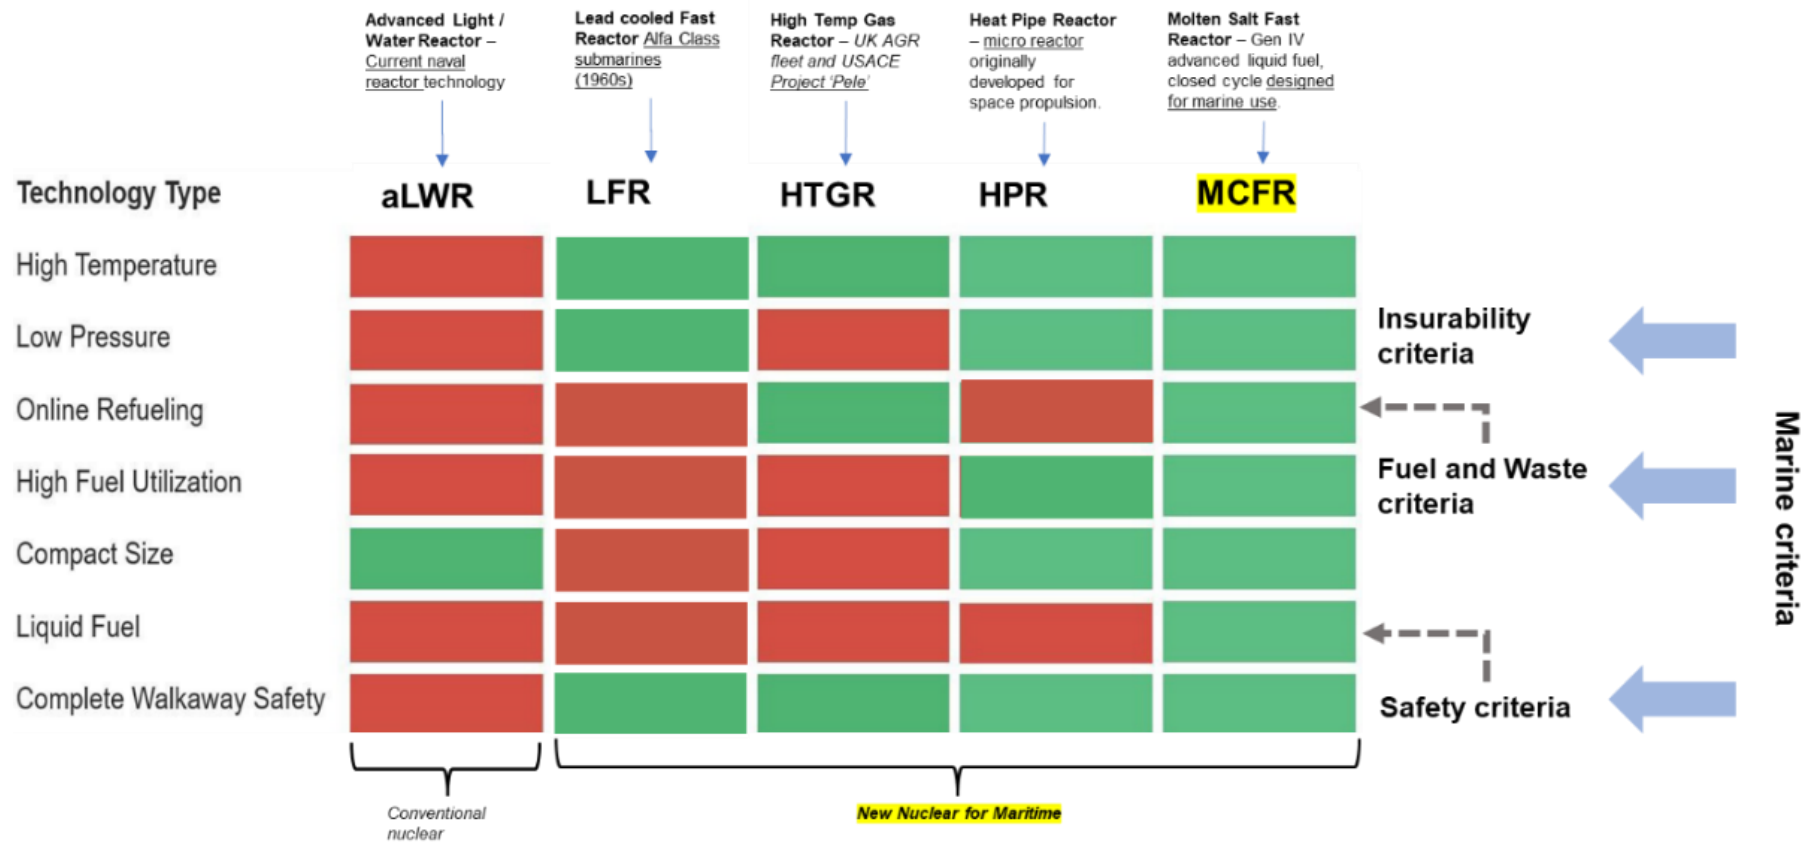 Advanced Light /
Water Reactor –
Current naval
reactor technology
Lead cooled Fast
Reactor Alfa Class
submarines
(1960s)
High Temp Gas
Reactor – UK AGR
fleet and USACE
Project ‘Pele’
Heat Pipe Reactor
– micro reactor
originally
developed for
space propulsion.
Molten Salt Fast
Reactor – Gen IV
advanced liquid fuel,
closed cycle designed
for marine use.
Technology Type
aLWR
LFR
HTGR
HPR
MCFR
High Temperature
Low Pressure
Online Refueling
High Fuel Utilization
Compact Size
Liquid Fuel
Complete Walkaway Safety
Insurability
criteria
Fuel and Waste
criteria
Safety criteria
Marine criteria
Conventional
nuclear
New Nuclear for Maritime